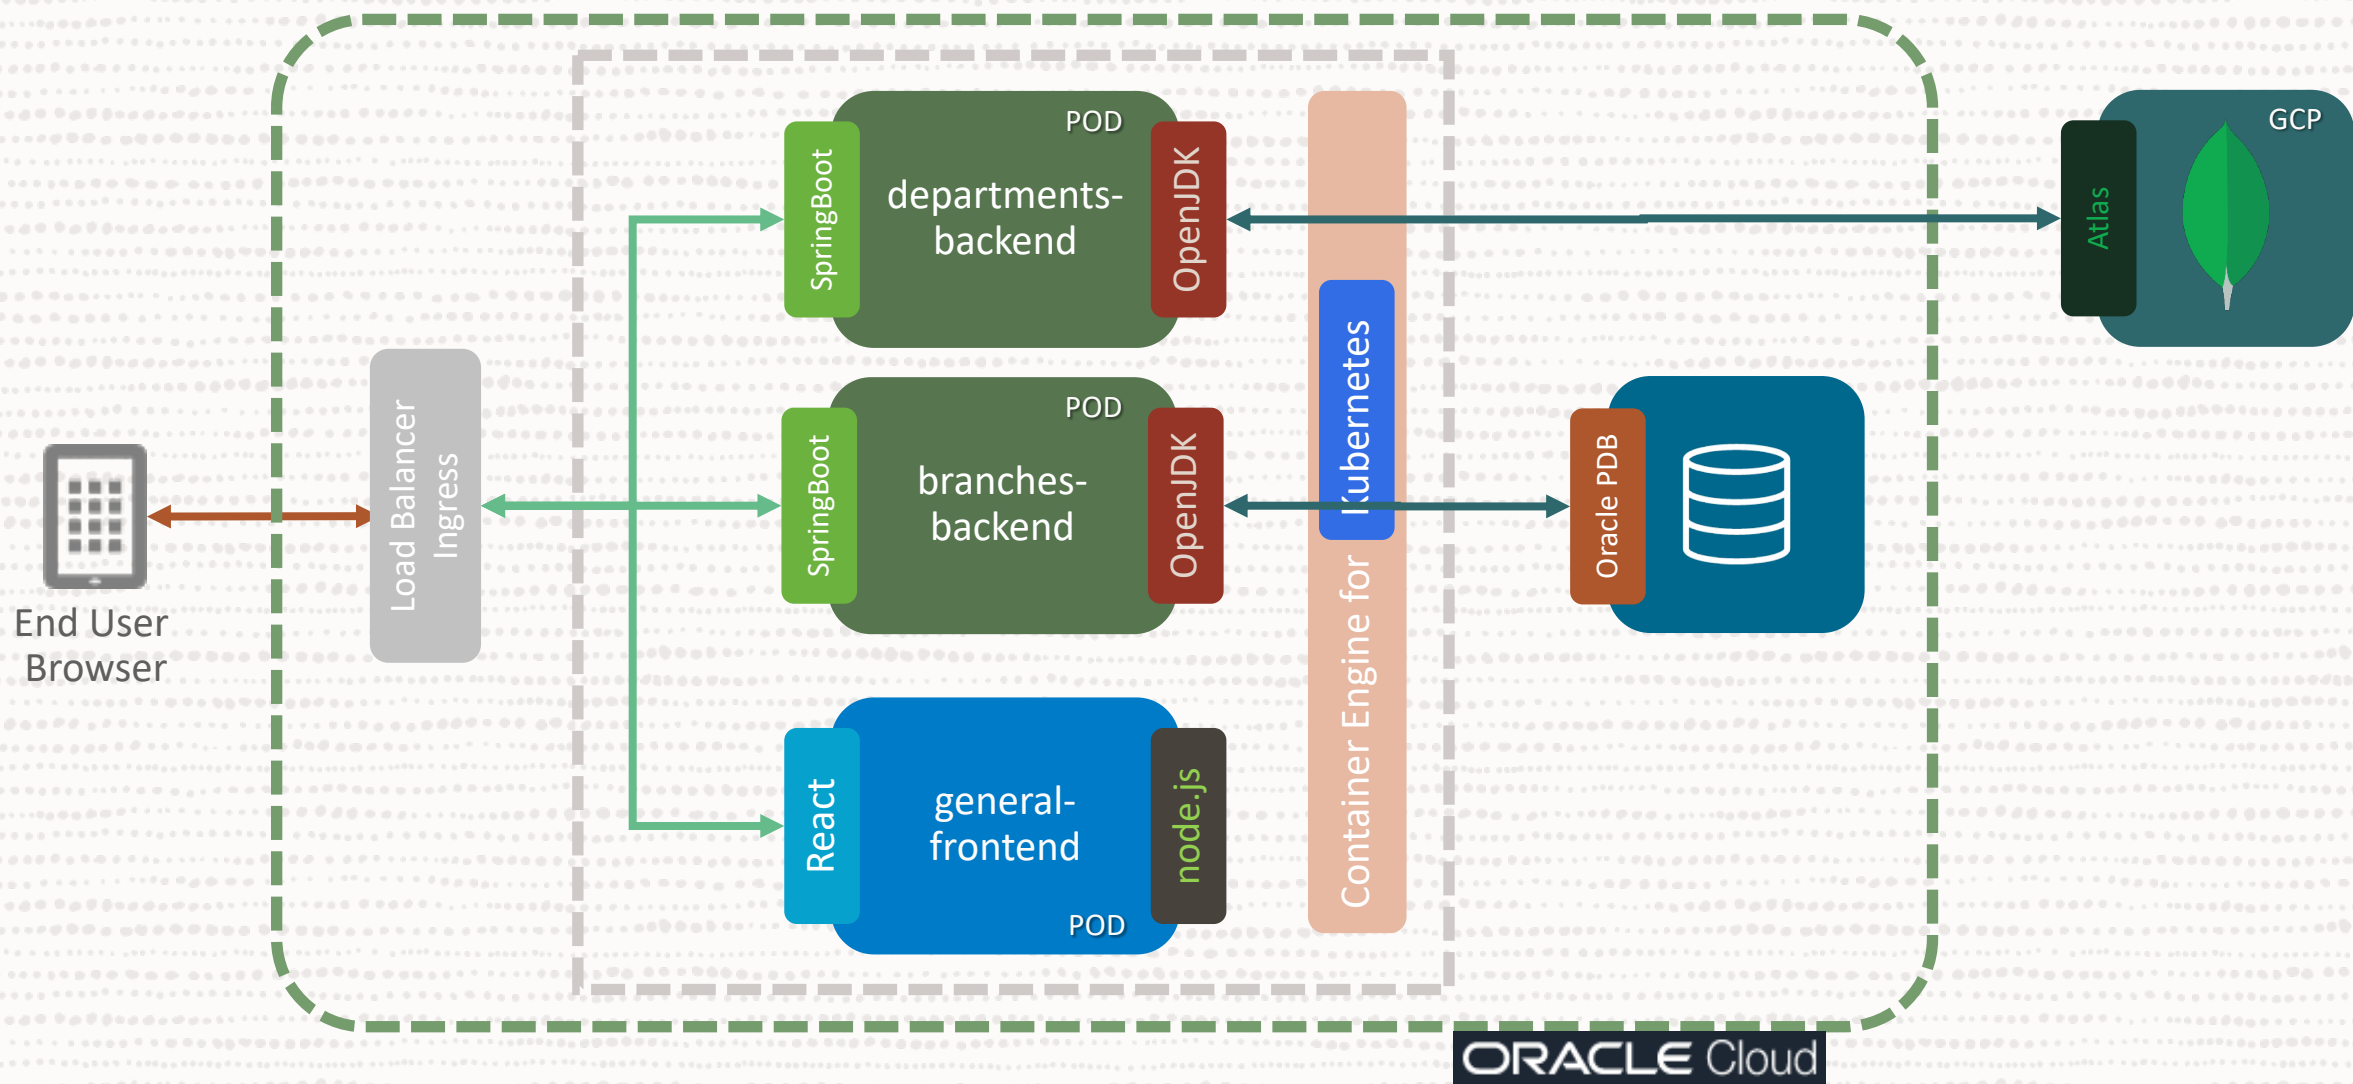 End User
Browser
Load Balancer
Ingress
POD
SpringBoot
departments-
backend
OpenJDK
POD
SpringBoot
branches-
backend
OpenJDK
React
general-
frontend
node.js
POD
Container Engine for
Kubernetes
Oracle PDB
GCP
Atlas
ORACLE Cloud